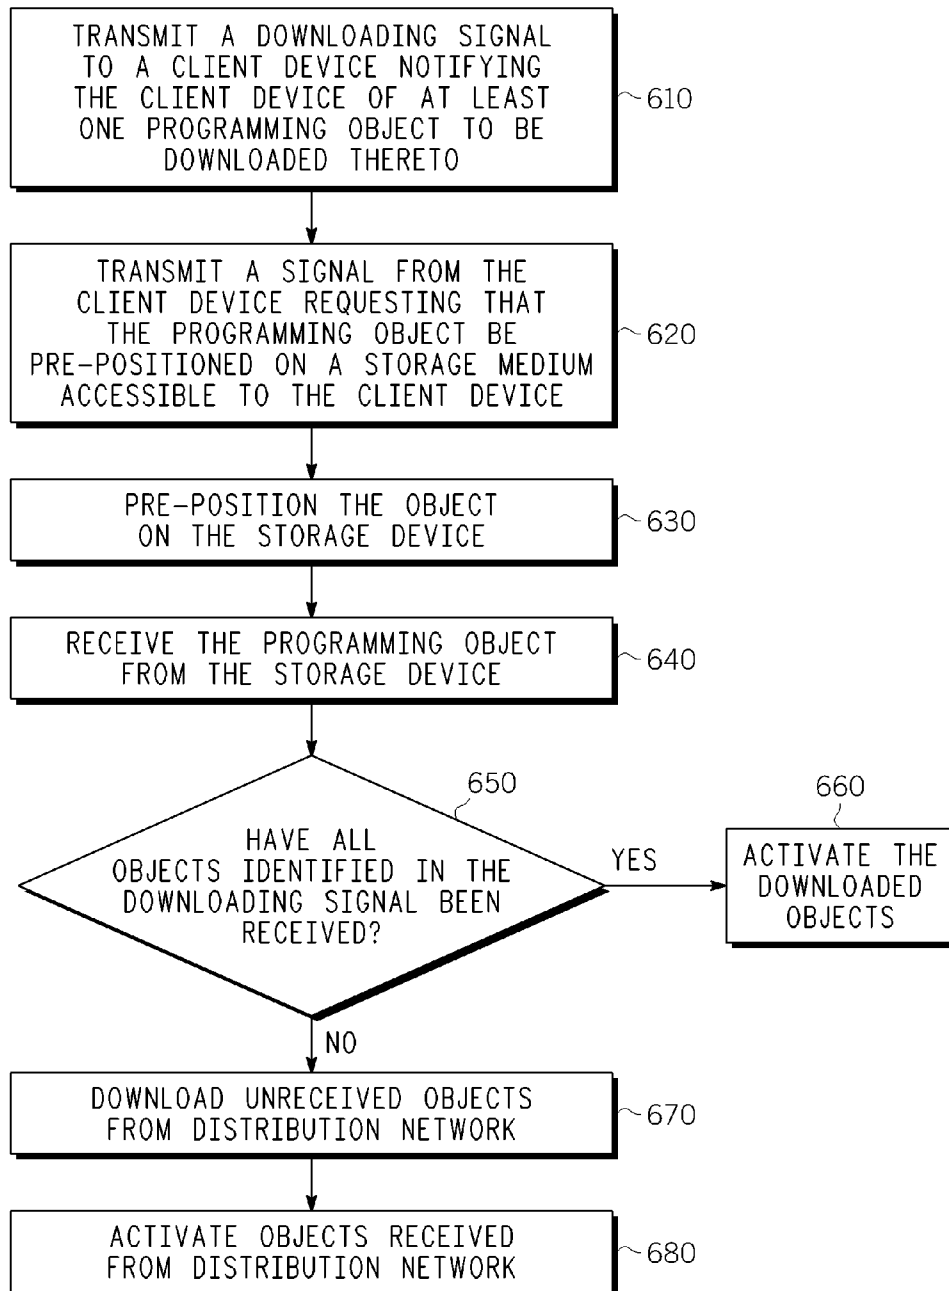 TRANSMIT A DOWNLOADING SIGNAL
TO A CLIENT DEVICE NOTIFYING
THE CLIENT DEVICE OF AT LEAST
ONE PROGRAMMING OBJECT TO BE
DOWNLOADED THERETO
610
TRANSMIT A SIGNAL FROM THE
CLIENT DEVICE REQUESTING THAT
THE PROGRAMMING OBJECT BE
PRE-POSITIONED ON A STORAGE MEDIUM
ACCESSIBLE TO THE CLIENT DEVICE
620
PRE-POSITION THE OBJECT
ON THE STORAGE DEVICE
630
RECEIVE THE PROGRAMMING OBJECT
FROM THE STORAGE DEVICE
640
650
HAVE ALL
OBJECTS IDENTIFIED IN THE
DOWNLOADING SIGNAL BEEN
RECEIVED?
YES
660
ACTIVATE THE
DOWNLOADED
OBJECTS
NO
DOWNLOAD UNRECEIVED OBJECTS
FROM DISTRIBUTION NETWORK
670
ACTIVATE OBJECTS RECEIVED
FROM DISTRIBUTION NETWORK
680